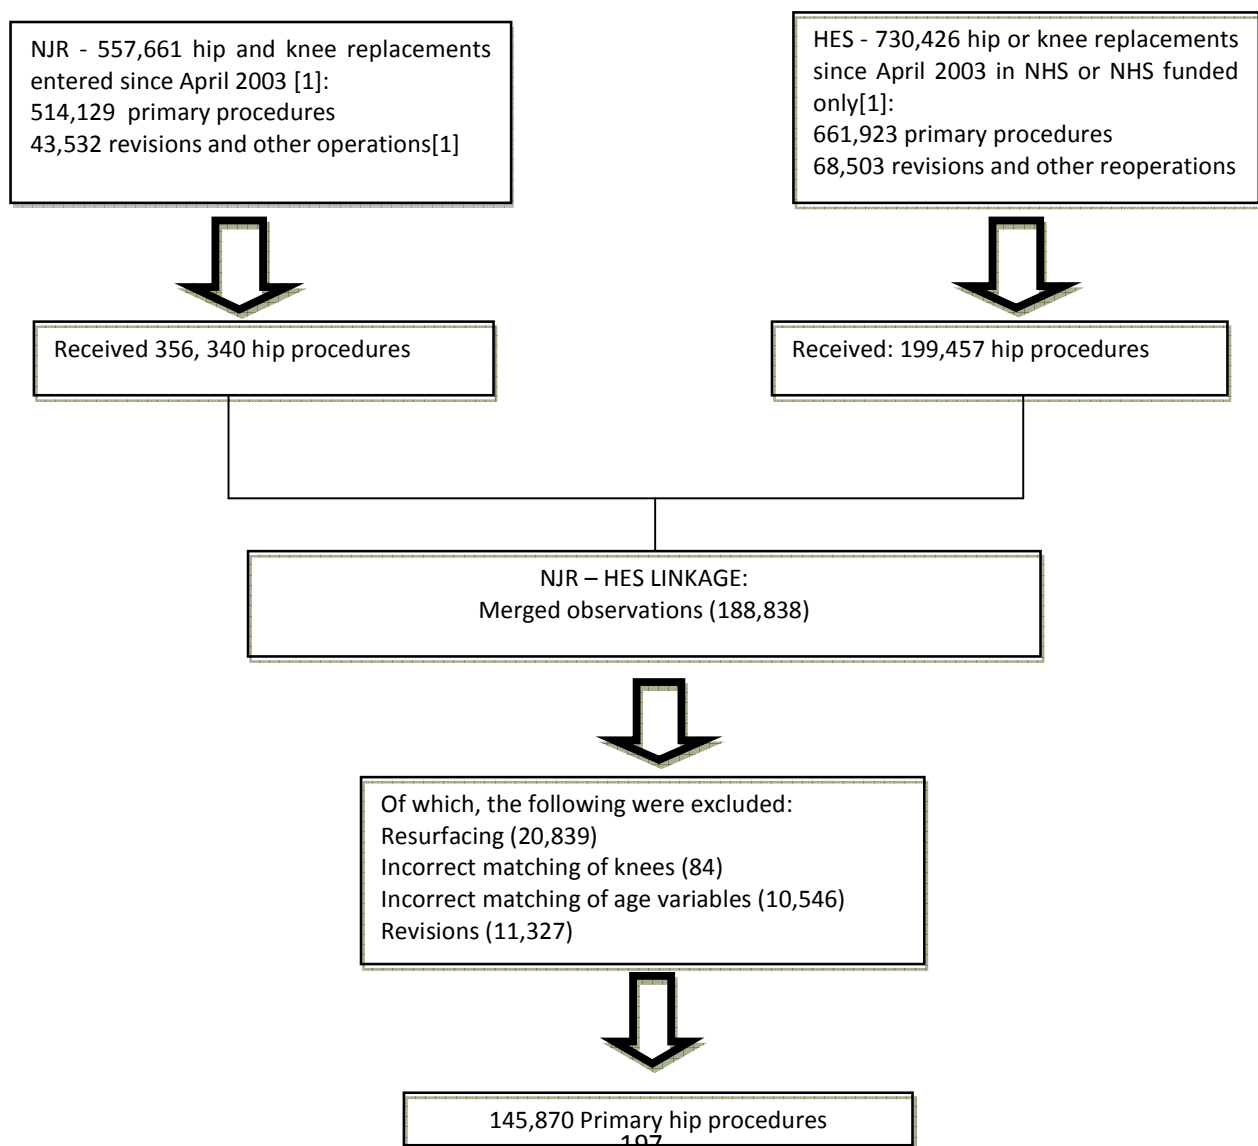 NJR - 557,661 hip and knee replacements
entered since April 2003 [1]:
514,129 primary procedures
43,532 revisions and other operations[1]
HES - 730,426 hip or knee replacements
since April 2003 in NHS or NHS funded
only[1]:
661,923 primary procedures
68,503 revisions and other reoperations
Received 356, 340 hip procedures
Received: 199,457 hip procedures
NJR – HES LINKAGE:
Merged observations (188,838)
Of which, the following were excluded:
Resurfacing (20,839)
Incorrect matching of knees (84)
Incorrect matching of age variables (10,546)
Revisions (11,327)
145,870 Primary hip procedures
197